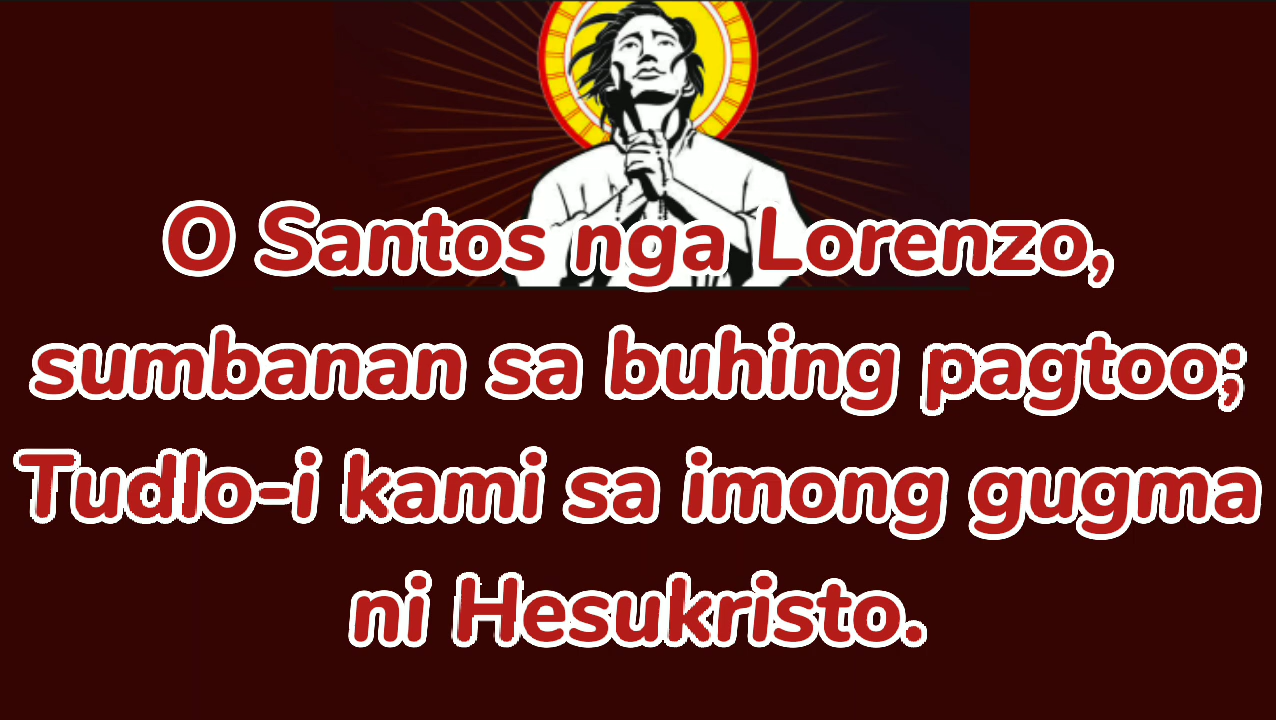 O Santos nga Lorenzo,
sumbanan sa buhing pagtoo;
Tudlo-i kami sa imong gugma
ni Hesukristo.